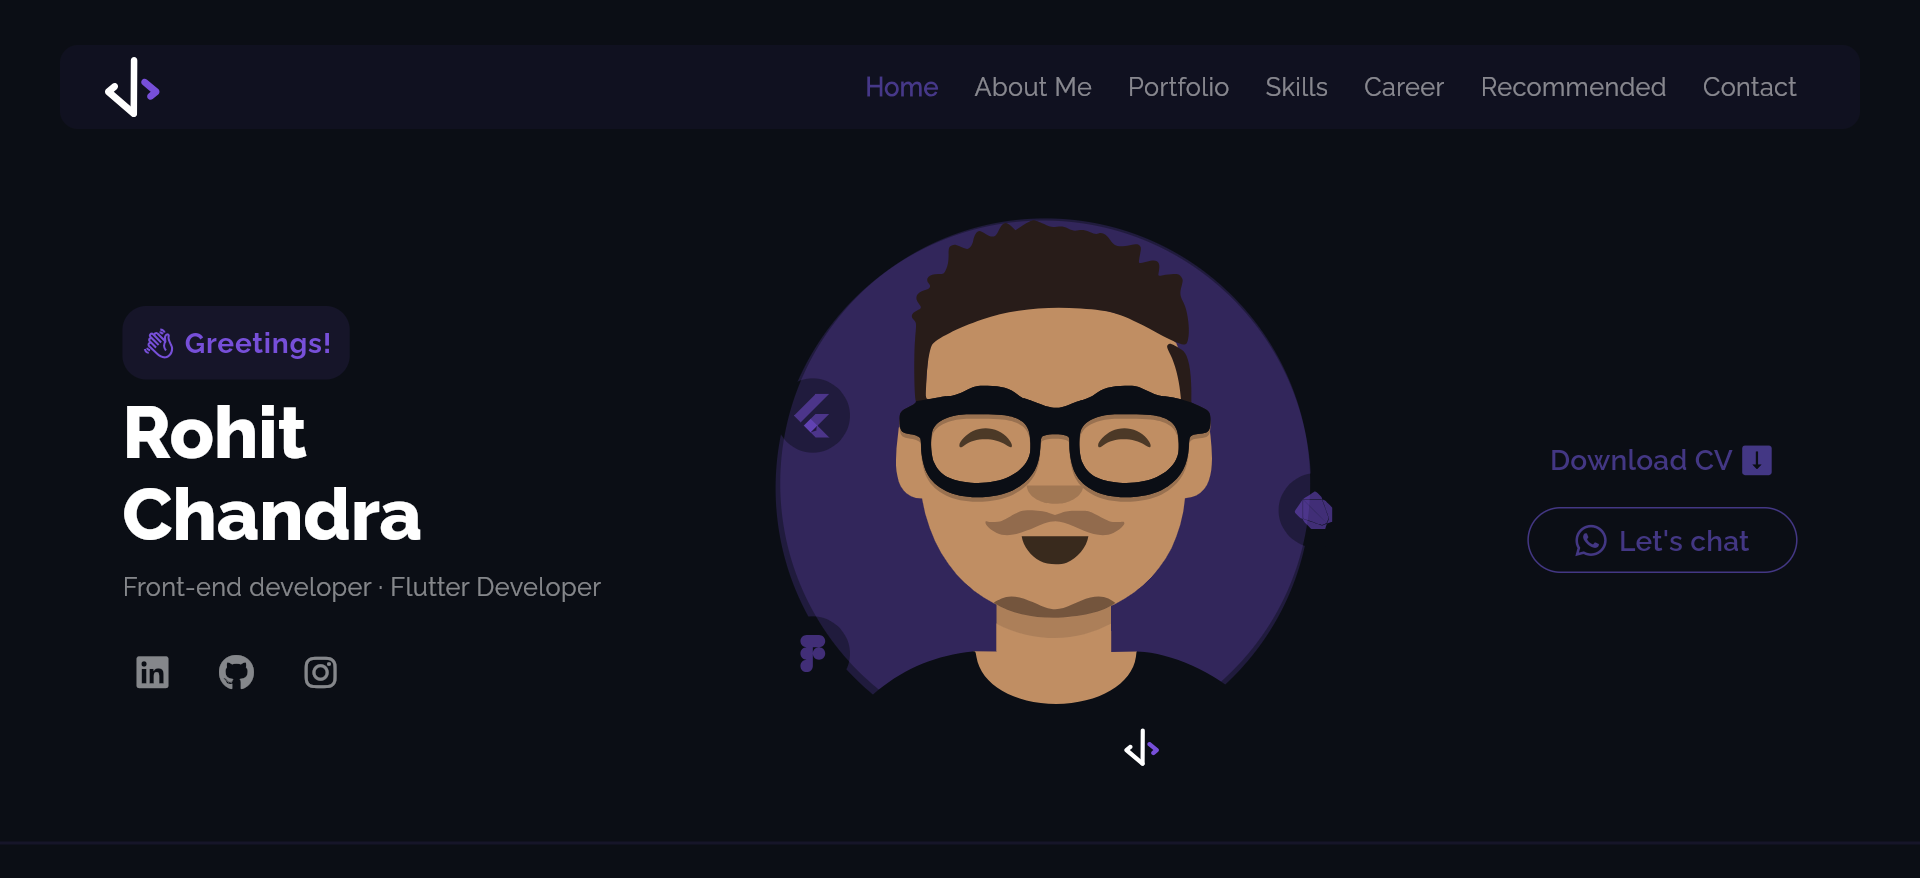 Home About Me Portfolio Skills Career Recommended Contact
Greetings!
Rohit
Chandra
Front-end developer · Flutter Developer
in
Download CV
Let's chat